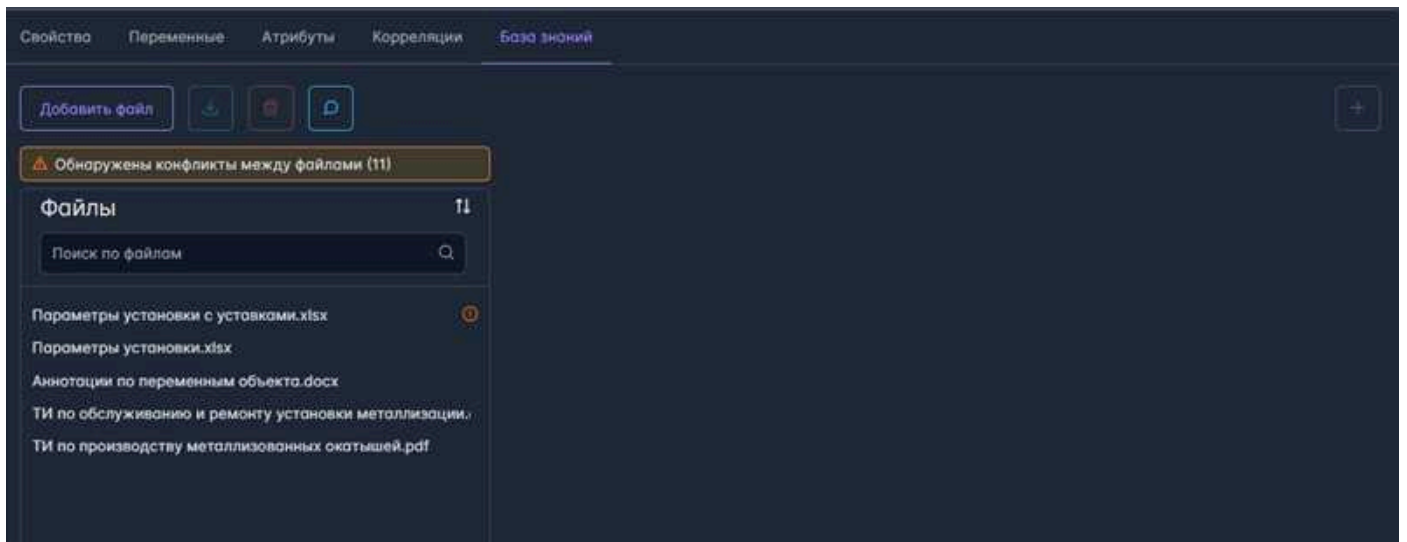 Свойства Переменные Атрибуты Корреляции База знаний
Добавить файл
Обнаружены конфликты между файлами (11)
Файлы
Поиск по файлам
Параметры установки с уставками.xlsx
Параметры установки.xlsx
Аннотации по переменным объекта.docx
ТИ по обслуживанию и ремонту установки металлизации.
ТИ по производству металлизованных окатышей.pdf